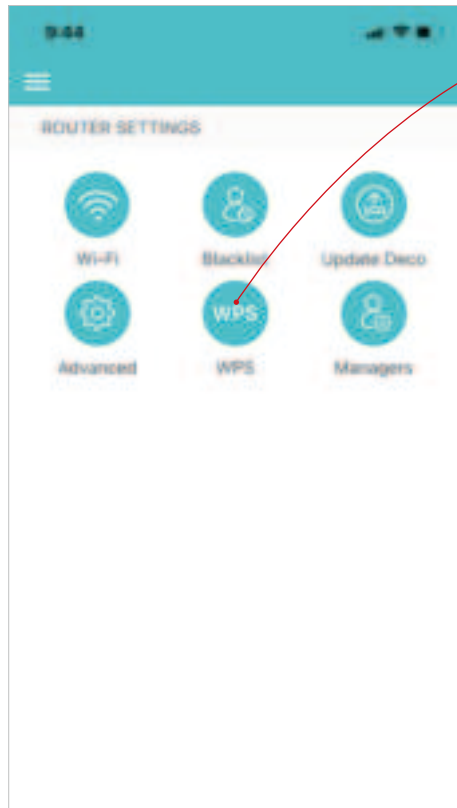 9:44
ROUTER SETTINGS
Wi-Fi Blacklist Update Deco
WPS
Advanced WPS Managers